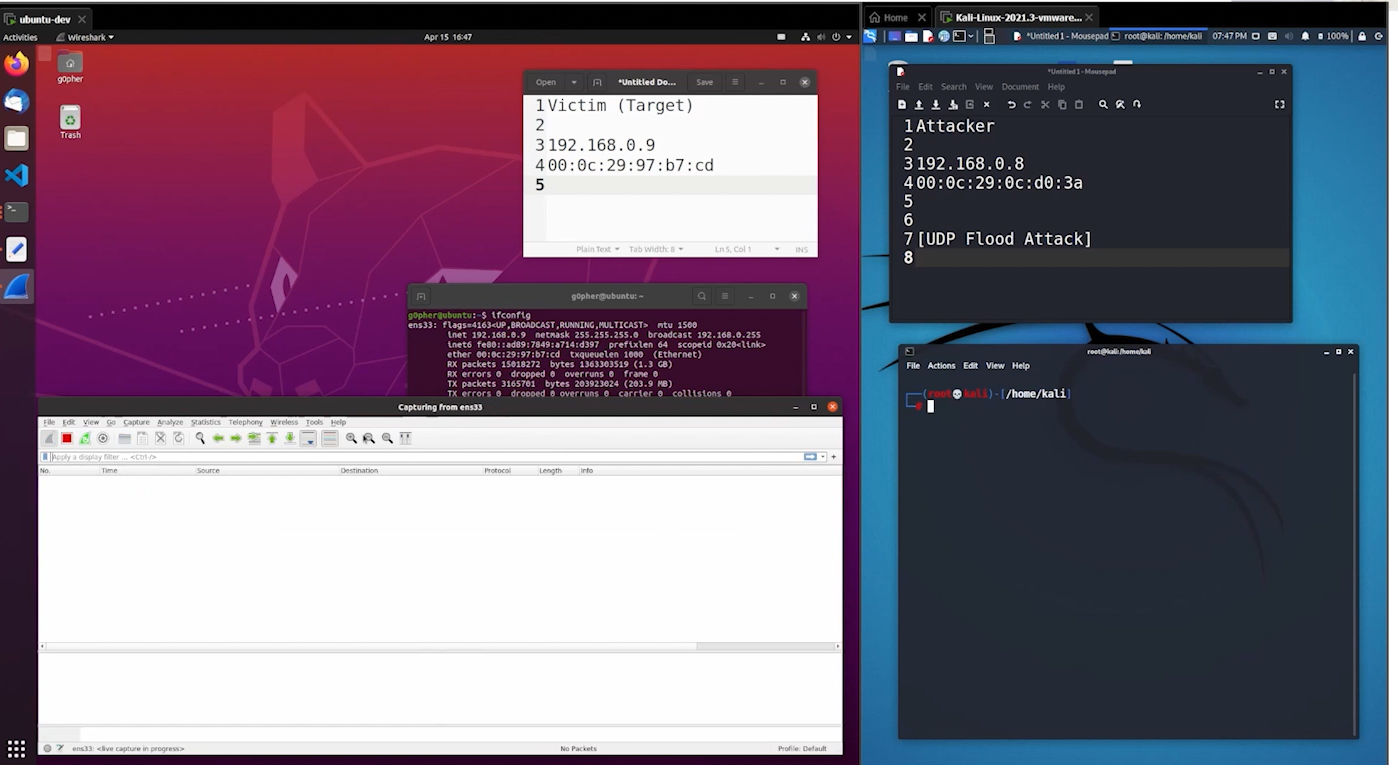 ubuntu-dev
Activities
Wireshark
Apr 15 16:47
g0pher
Trash
Open
*Untitled Do...
Save
1 Victim (Target)
2
3 192.168.0.9
4 00:0c:29:97:b7:cd
5
Plain Text
Tab Width: 8
Ln 5, Col 1
INS
g0pher@ubuntu: ~
g0pher@ubuntu:~$ ifconfig
ens33: flags=4163<UP,BROADCAST,RUNNING,MULTICAST> mtu 1500
inet 192.168.0.9 netmask 255.255.255.0 broadcast 192.168.0.255
inet6 fe80::ad89:7849:a714:d397 prefixlen 64 scopeid 0x20<link>
ether 00:0c:29:97:b7:cd txqueuelen 1000 (Ethernet)
RX packets 15018272 bytes 1363303519 (1.3 GB)
RX errors 0 dropped 0 overruns 0 frame 0
TX packets 3165701 bytes 203923024 (203.9 MB)
TX errors 0 dropped 0 overruns 0 carrier 0 collisions 0
Capturing from ens33
File Edit View Go Capture Analyze Statistics Telephony Wireless Tools Help
Apply a display filter ... <Ctrl-/>
No. Time Source Destination Protocol Length Info
ens33: <live capture in progress>
No Packets
Profile: Default
Home
Kali-Linux-2021.3-vmware...
*Untitled 1 - Mousepad
root@kali: /home/kali
07:47 PM
100%
*Untitled 1 - Mousepad
File Edit Search View Document Help
1 Attacker
2
3 192.168.0.8
4 00:0c:29:0c:d0:3a
5
6
7 [UDP Flood Attack]
8
root@kali: /home/kali
File Actions Edit View Help
(root💀kali)-[/home/kali]
#